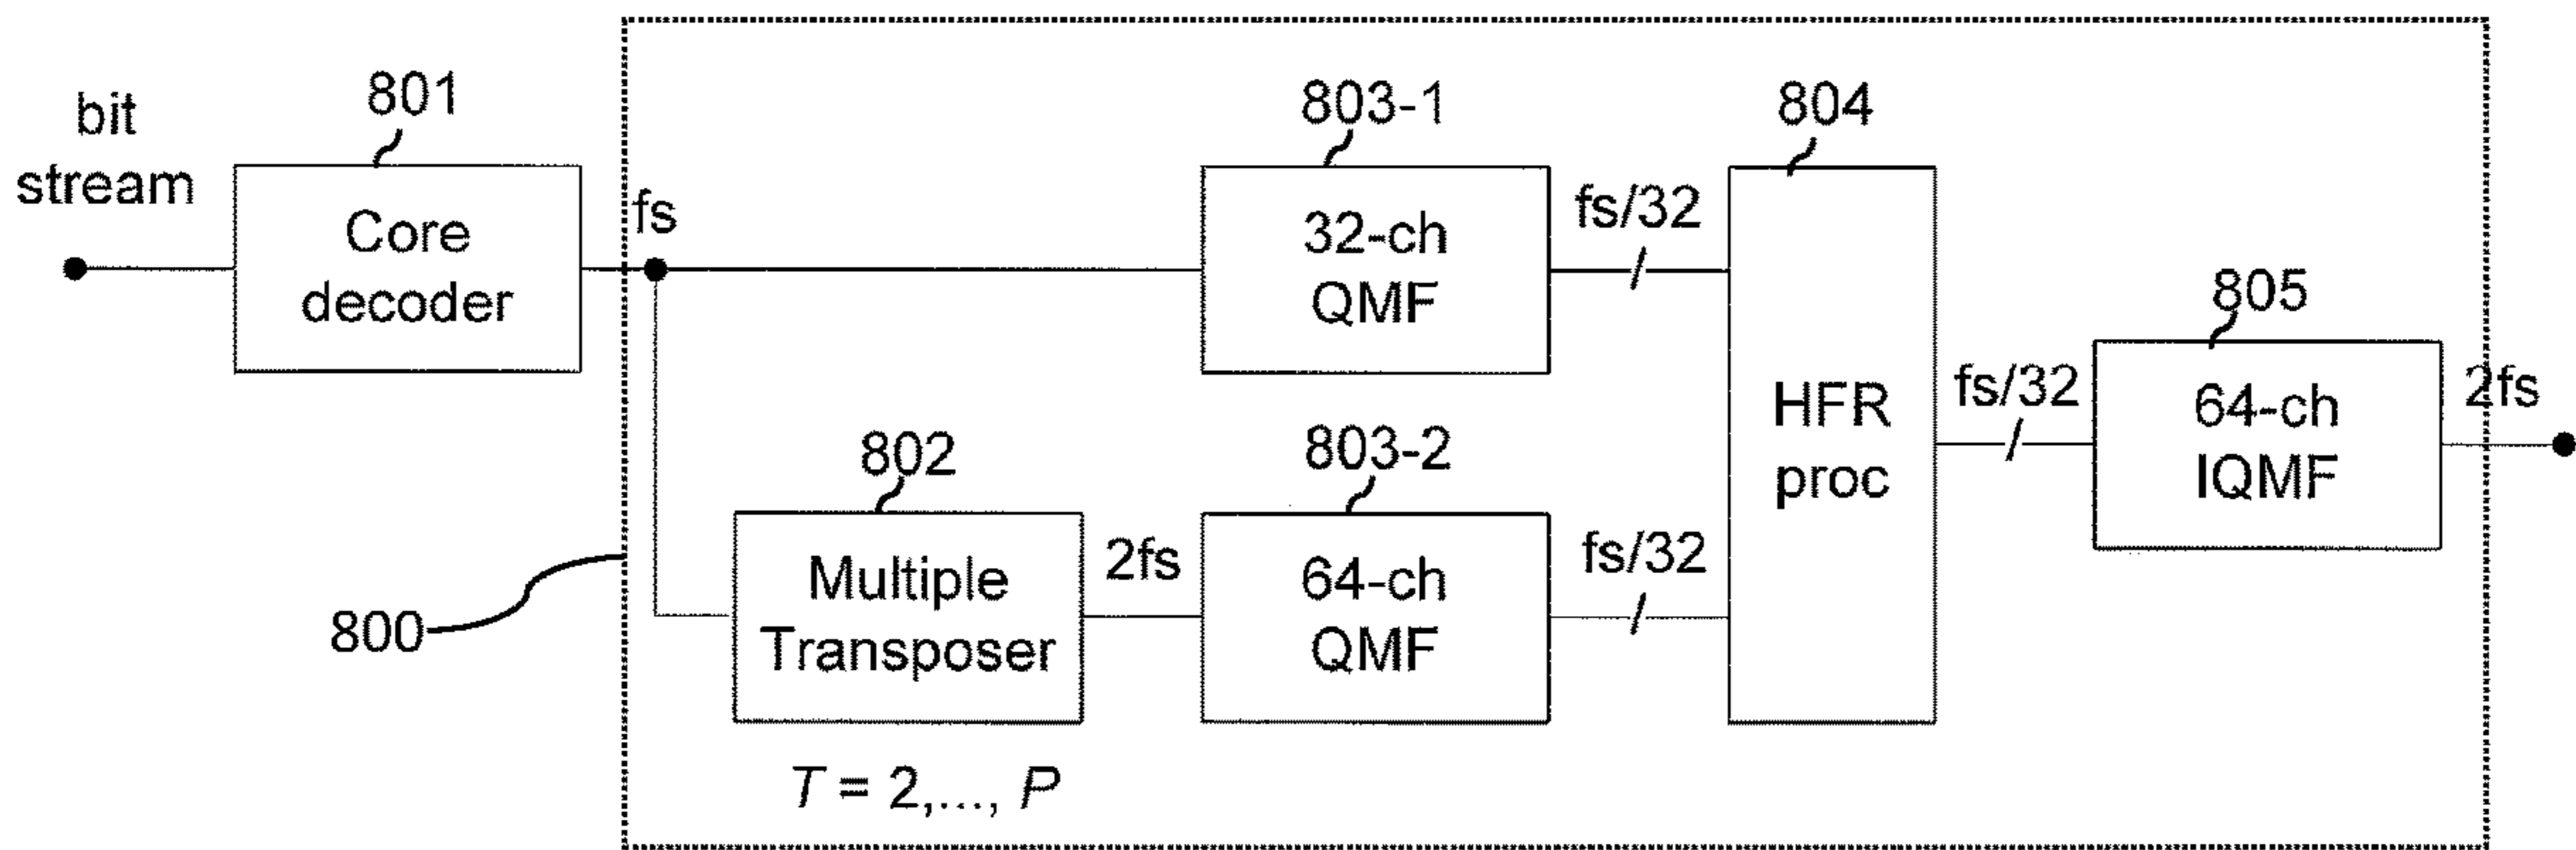 bit
stream
801
Core
decoder
fs
803-1
32-ch
QMF
fs/32
804
HFR
proc
802
Multiple
Transposer
2fs
803-2
64-ch
QMF
fs/32
fs/32
805
64-ch
IQMF
2fs
800
T = 2,..., P